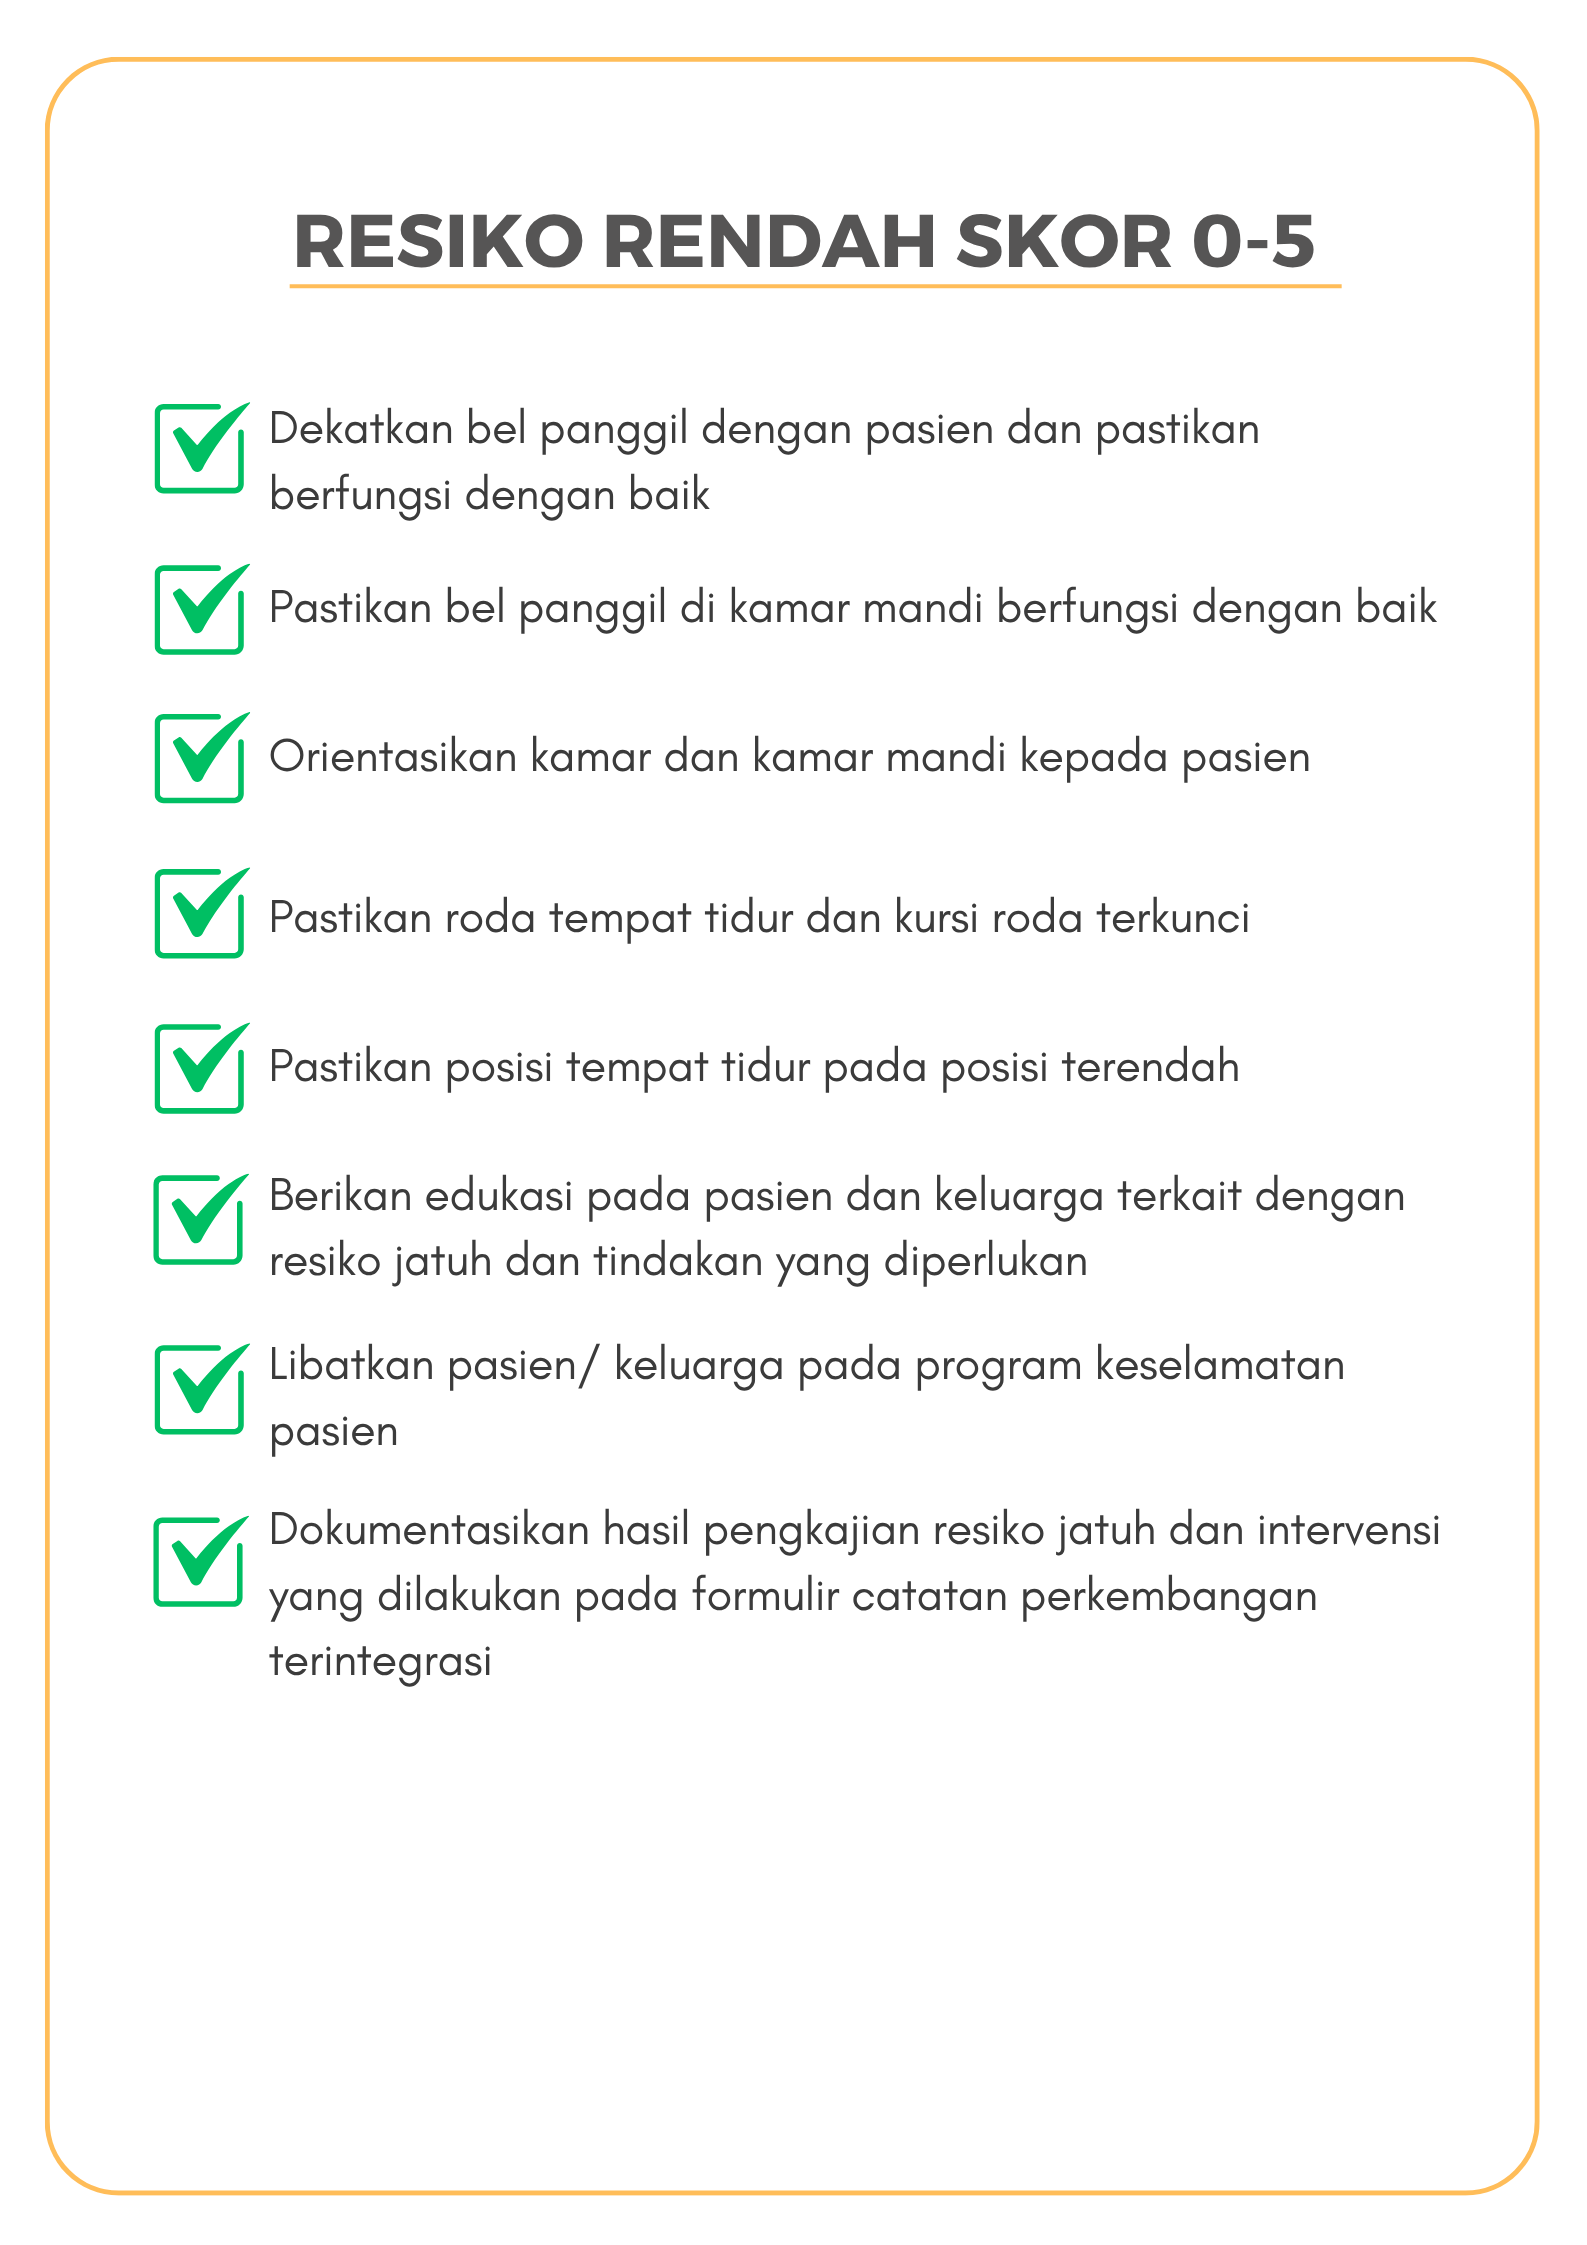 RESIKO RENDAH SKOR 0-5
Dekatkan bel panggil dengan pasien dan pastikan
berfungsi dengan baik
Pastikan bel panggil di kamar mandi berfungsi dengan baik
Orientasikan kamar dan kamar mandi kepada pasien
Pastikan roda tempat tidur dan kursi roda terkunci
Pastikan posisi tempat tidur pada posisi terendah
Berikan edukasi pada pasien dan keluarga terkait dengan
resiko jatuh dan tindakan yang diperlukan
Libatkan pasien/ keluarga pada program keselamatan
pasien
Dokumentasikan hasil pengkajian resiko jatuh dan intervensi
yang dilakukan pada formulir catatan perkembangan
terintegrasi